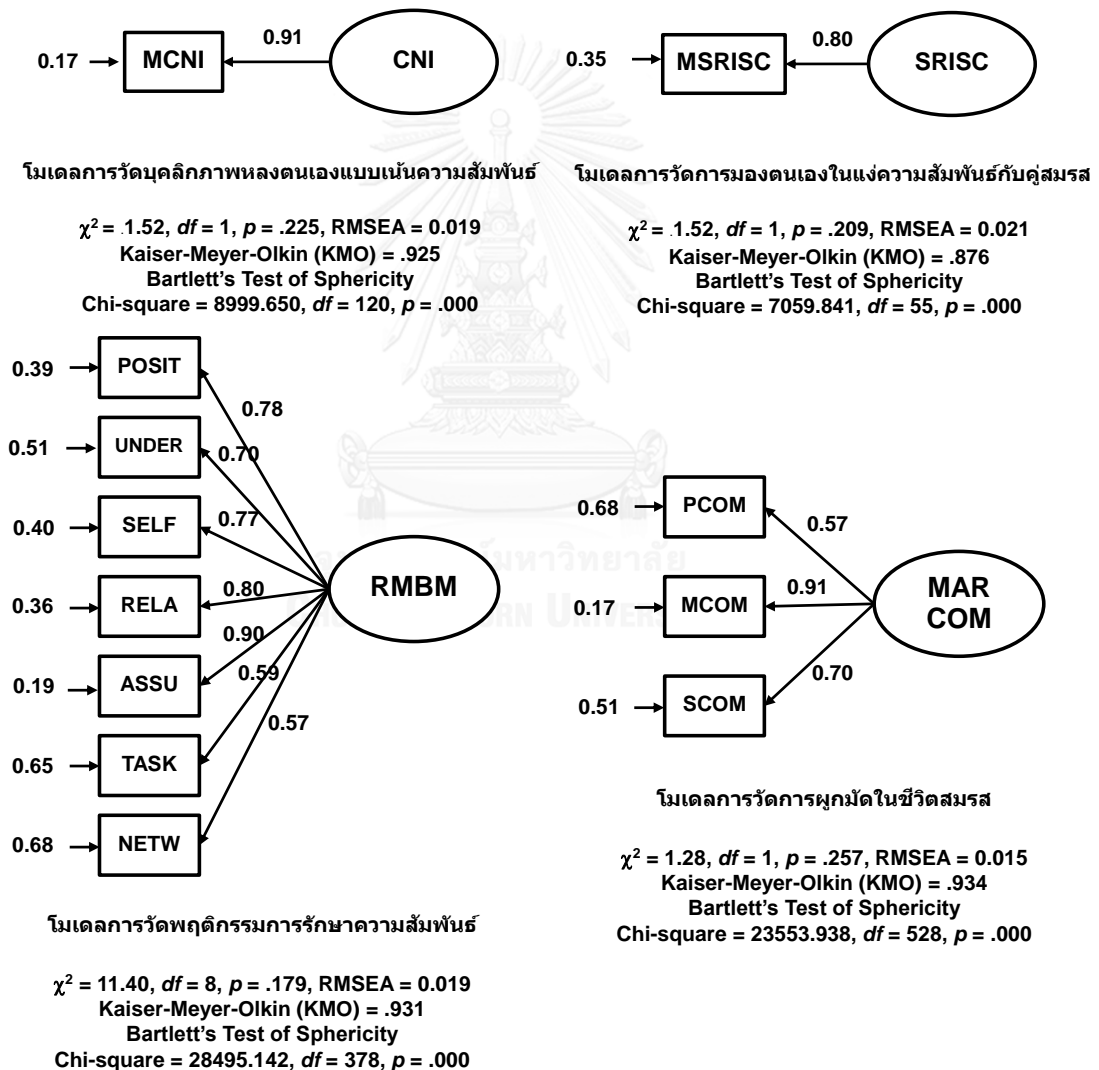 0.17 MCNI 0.91 CNI
0.35 MSRISC 0.80 SRISC
โมเดลการวัดบุคลิกภาพหลงตนเองแบบเน้นความสัมพันธ์
χ² = .1.52, df = 1, p = .225, RMSEA = 0.019
Kaiser-Meyer-Olkin (KMO) = .925
Bartlett's Test of Sphericity
Chi-square = 8999.650, df = 120, p = .000
โมเดลการวัดการมองตนเองในแง่ความสัมพันธ์กับคู่สมรส
χ² = .1.52, df = 1, p = .209, RMSEA = 0.021
Kaiser-Meyer-Olkin (KMO) = .876
Bartlett's Test of Sphericity
Chi-square = 7059.841, df = 55, p = .000
0.39 POSIT
0.78
0.51 UNDER
0.70
0.40 SELF
0.77
0.36 RELA
0.80
RMBM
0.19 ASSU
0.90
0.59
0.57
0.65 TASK
0.68 NETW
โมเดลการวัดพฤติกรรมการรักษาความสัมพันธ์
χ² = 11.40, df = 8, p = .179, RMSEA = 0.019
Kaiser-Meyer-Olkin (KMO) = .931
Bartlett's Test of Sphericity
Chi-square = 28495.142, df = 378, p = .000
0.68 PCOM
0.57
0.17 MCOM 0.91
MAR
COM
0.51 SCOM
0.70
โมเดลการวัดการผูกมัดในชีวิตสมรส
χ² = 1.28, df = 1, p = .257, RMSEA = 0.015
Kaiser-Meyer-Olkin (KMO) = .934
Bartlett's Test of Sphericity
Chi-square = 23553.938, df = 528, p = .000